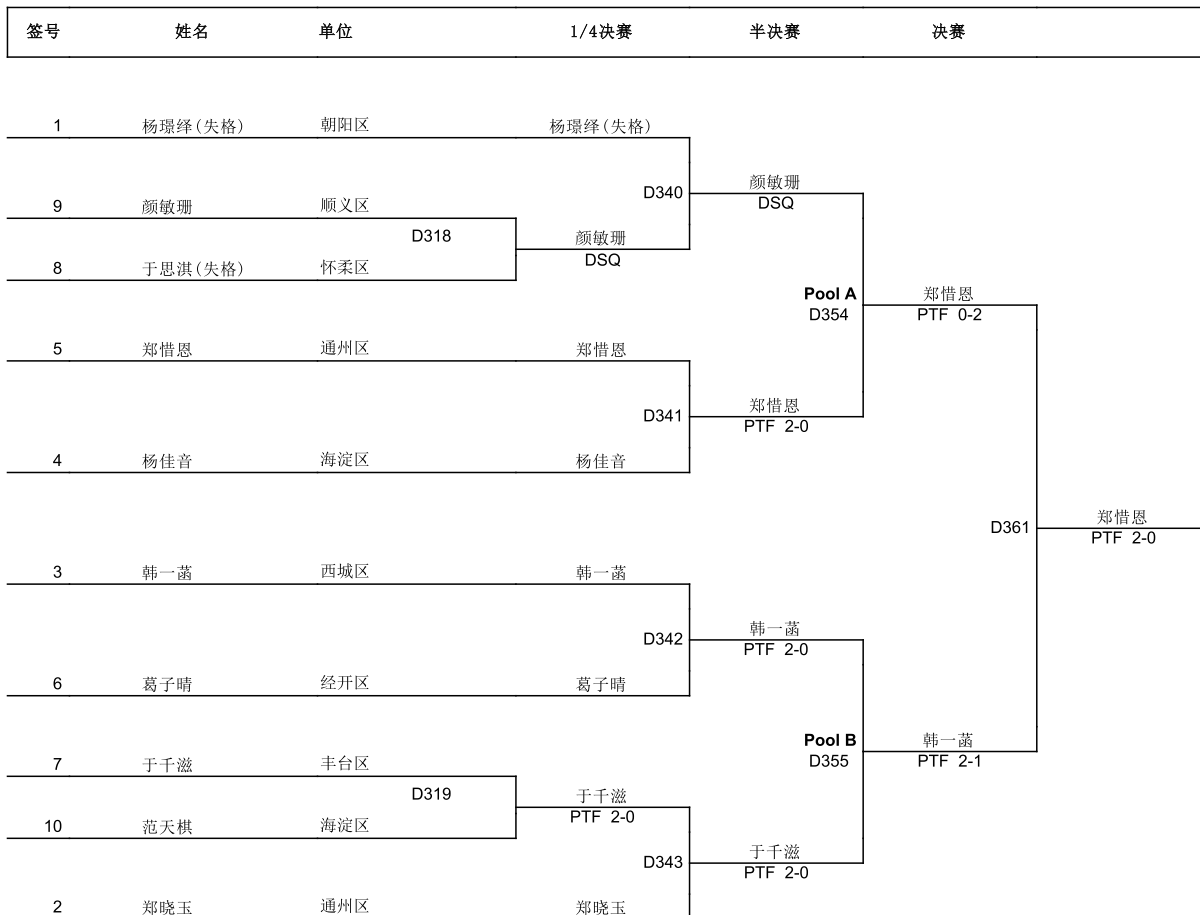 签号 姓名 单位 1/4决赛 半决赛 决赛
1 杨璟绎(失格) 朝阳区 杨璟绎(失格)
D340 颜敏珊
DSQ
9 颜敏珊 顺义区
D318 颜敏珊
DSQ
8 于思淇(失格) 怀柔区
Pool A 郑惜恩
D354 PTF 0-2
5 郑惜恩 通州区 郑惜恩
D341 郑惜恩
PTF 2-0
4 杨佳音 海淀区 杨佳音
D361 郑惜恩
PTF 2-0
3 韩一菡 西城区 韩一菡
D342 韩一菡
PTF 2-0
6 葛子晴 经开区 葛子晴
Pool B 韩一菡
D355 PTF 2-1
7 于千滋 丰台区
D319 于千滋
PTF 2-0
10 范天棋 海淀区
D343 于千滋
PTF 2-0
2 郑晓玉 通州区 郑晓玉